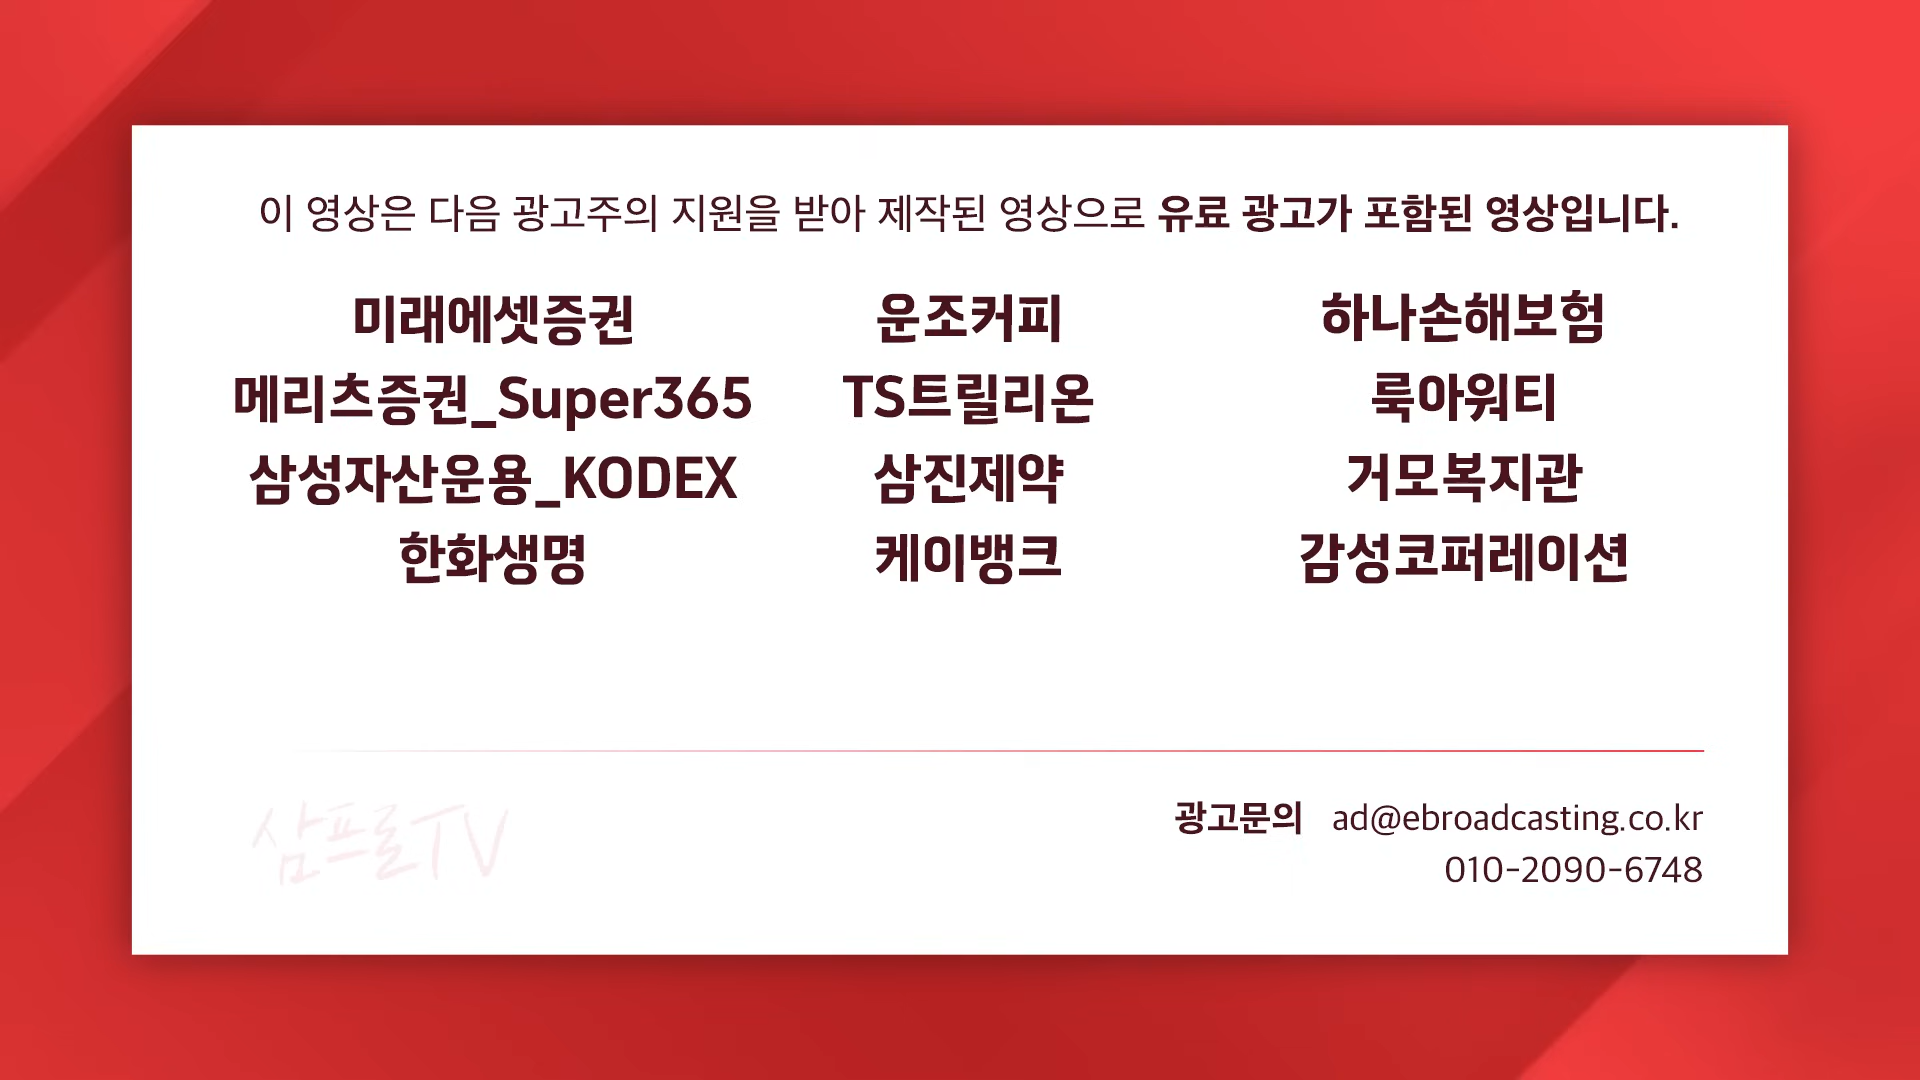 이 영상은 다음 광고주의 지원을 받아 제작된 영상으로 유료 광고가 포함된 영상입니다.
미래에셋증권 운조커피 하나손해보험
메리츠증권_Super365 TS트릴리온 룩아워티
삼성자산운용_KODEX 삼진제약 거모복지관
한화생명 케이뱅크 감성코퍼레이션
삼프로TV
광고문의 ad@ebroadcasting.co.kr
010-2090-6748